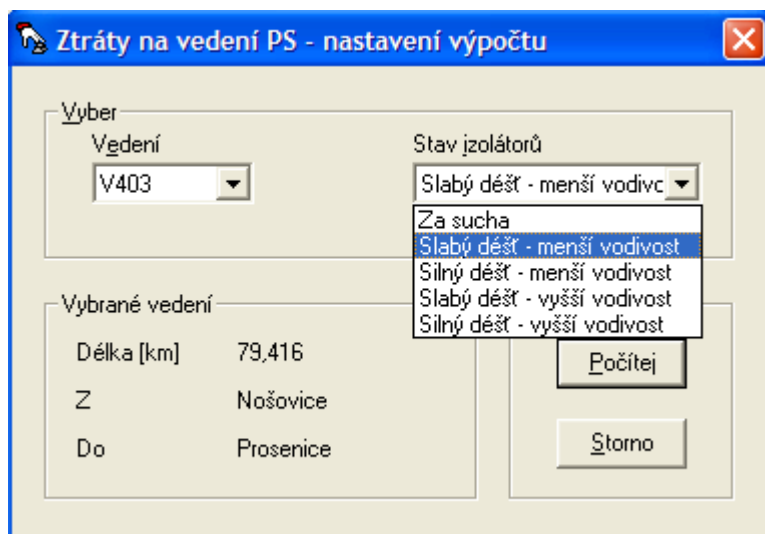 Ztráty na vedení PS - nastavení výpočtu
Vyber
Vedení
Stav izolátorů
V403
Slabý déšť - menší vodivc
Za sucha
Slabý déšť - menší vodivost
Silný déšť - menší vodivost
Slabý déšť - vyšší vodivost
Silný déšť - vyšší vodivost
Vybrané vedení
Délka [km] 79,416
Z Nošovice
Do Prosenice
Počítej
Storno